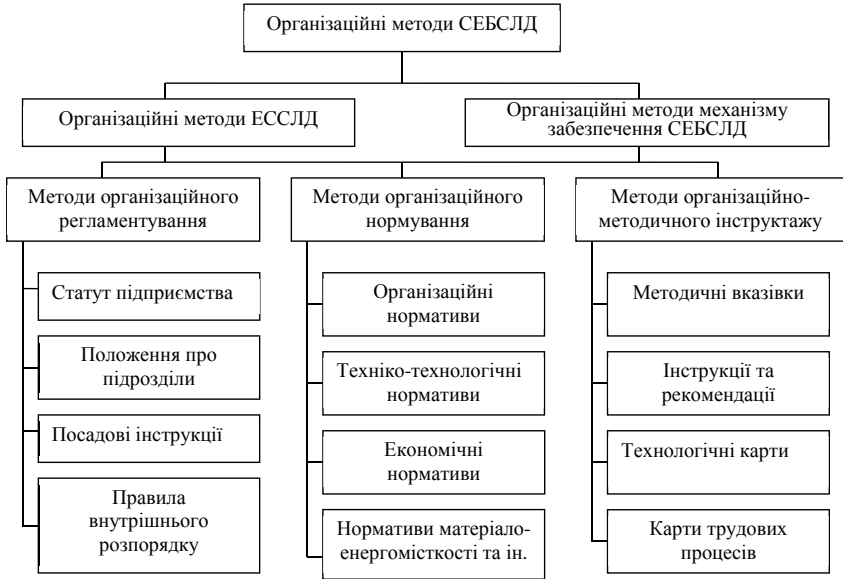 Організаційні методи СЕБСЛД
Організаційні методи ЕССЛД
Організаційні методи механізму
забезпечення СЕБСЛД
Методи організаційного
регламентування
Методи організаційного
нормування
Методи організаційно-
методичного інструктажу
Статут підприємства
Положення про
підрозділи
Посадові інструкції
Правила
внутрішнього
розпорядку
Організаційні
нормативи
Техніко-технологічні
нормативи
Економічні
нормативи
Нормативи матеріало-
енергомісткості та ін.
Методичні вказівки
Інструкції та
рекомендації
Технологічні карти
Карти трудових
процесів